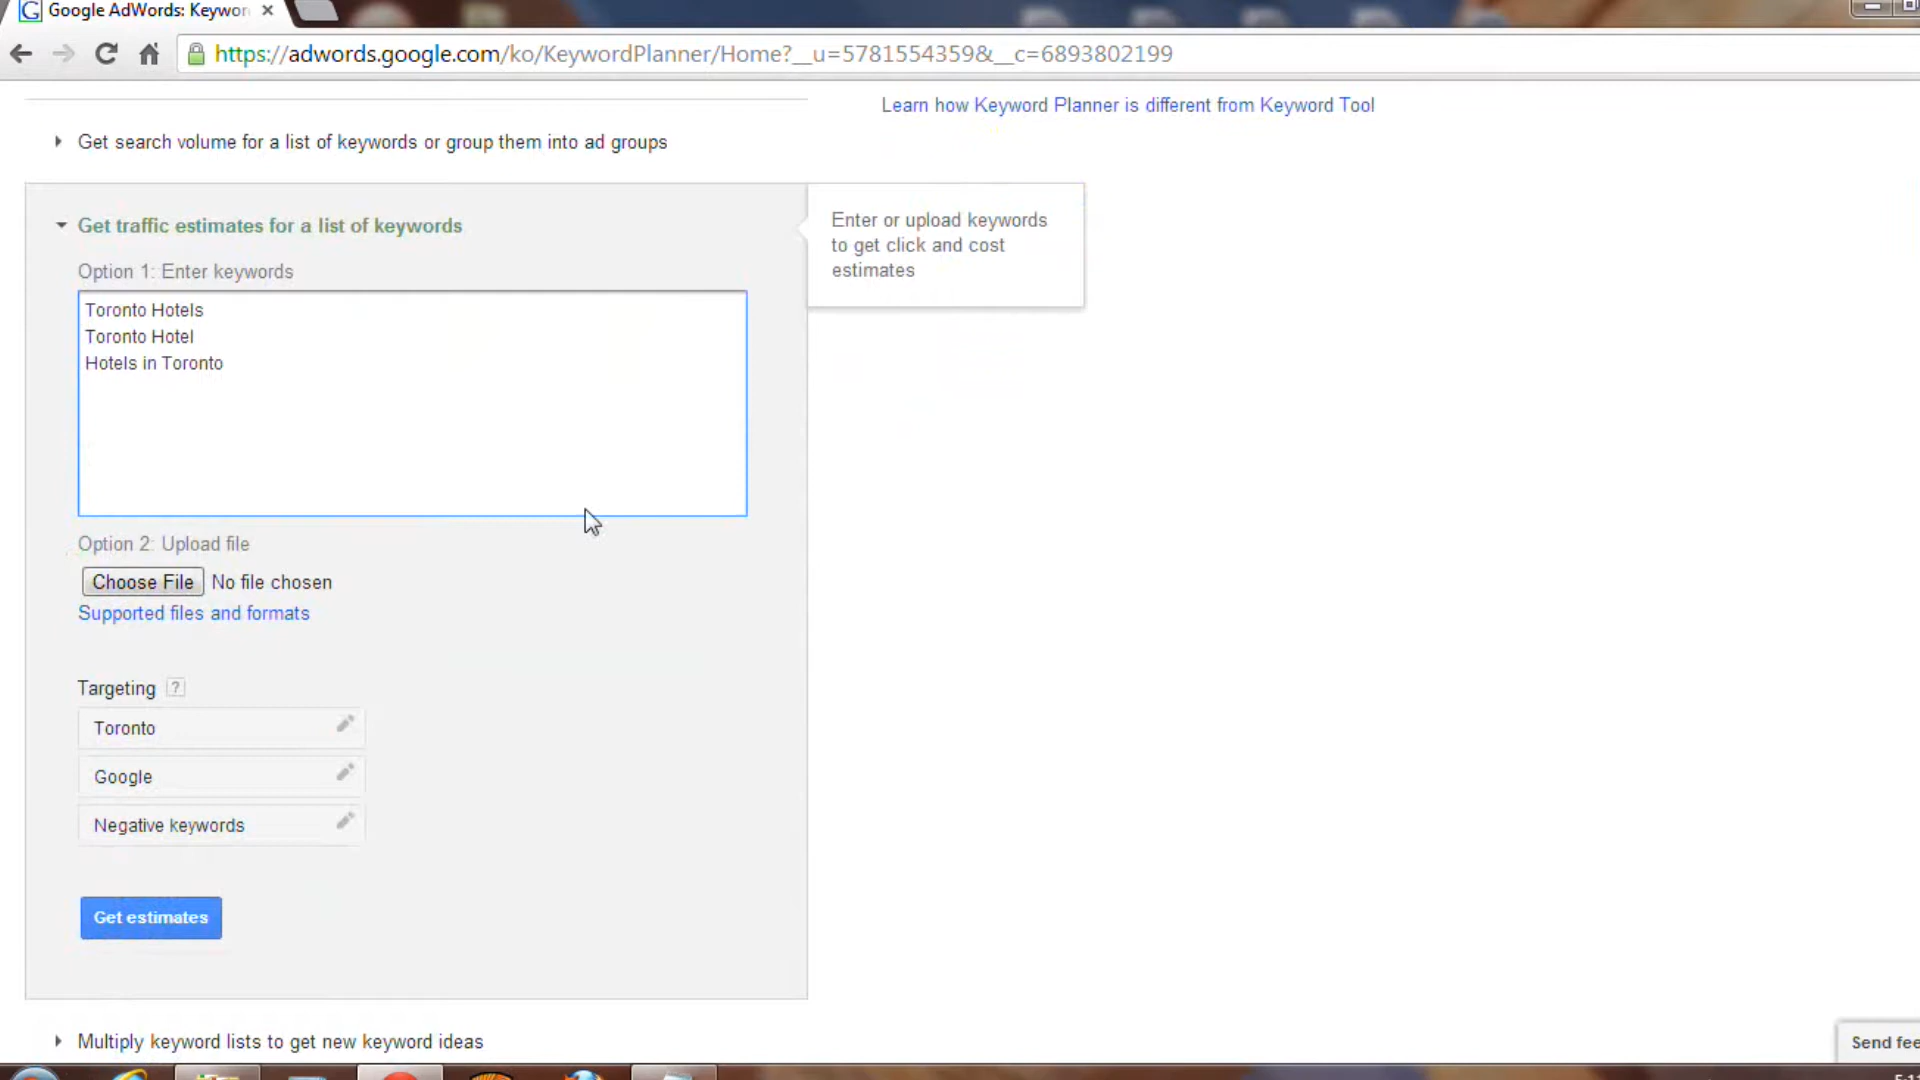 Google AdWords: Keywor
https://adwords.google.com/ko/KeywordPlanner/Home?__u=5781554359&__c=6893802199
Learn how Keyword Planner is different from Keyword Tool
Get search volume for a list of keywords or group them into ad groups
Get traffic estimates for a list of keywords
Enter or upload keywords
to get click and cost
estimates
Option 1: Enter keywords
Toronto Hotels
Toronto Hotel
Hotels in Toronto
Option 2: Upload file
Choose File No file chosen
Supported files and formats
Targeting ?
Toronto
Google
Negative keywords
Get estimates
Multiply keyword lists to get new keyword ideas
Send fee